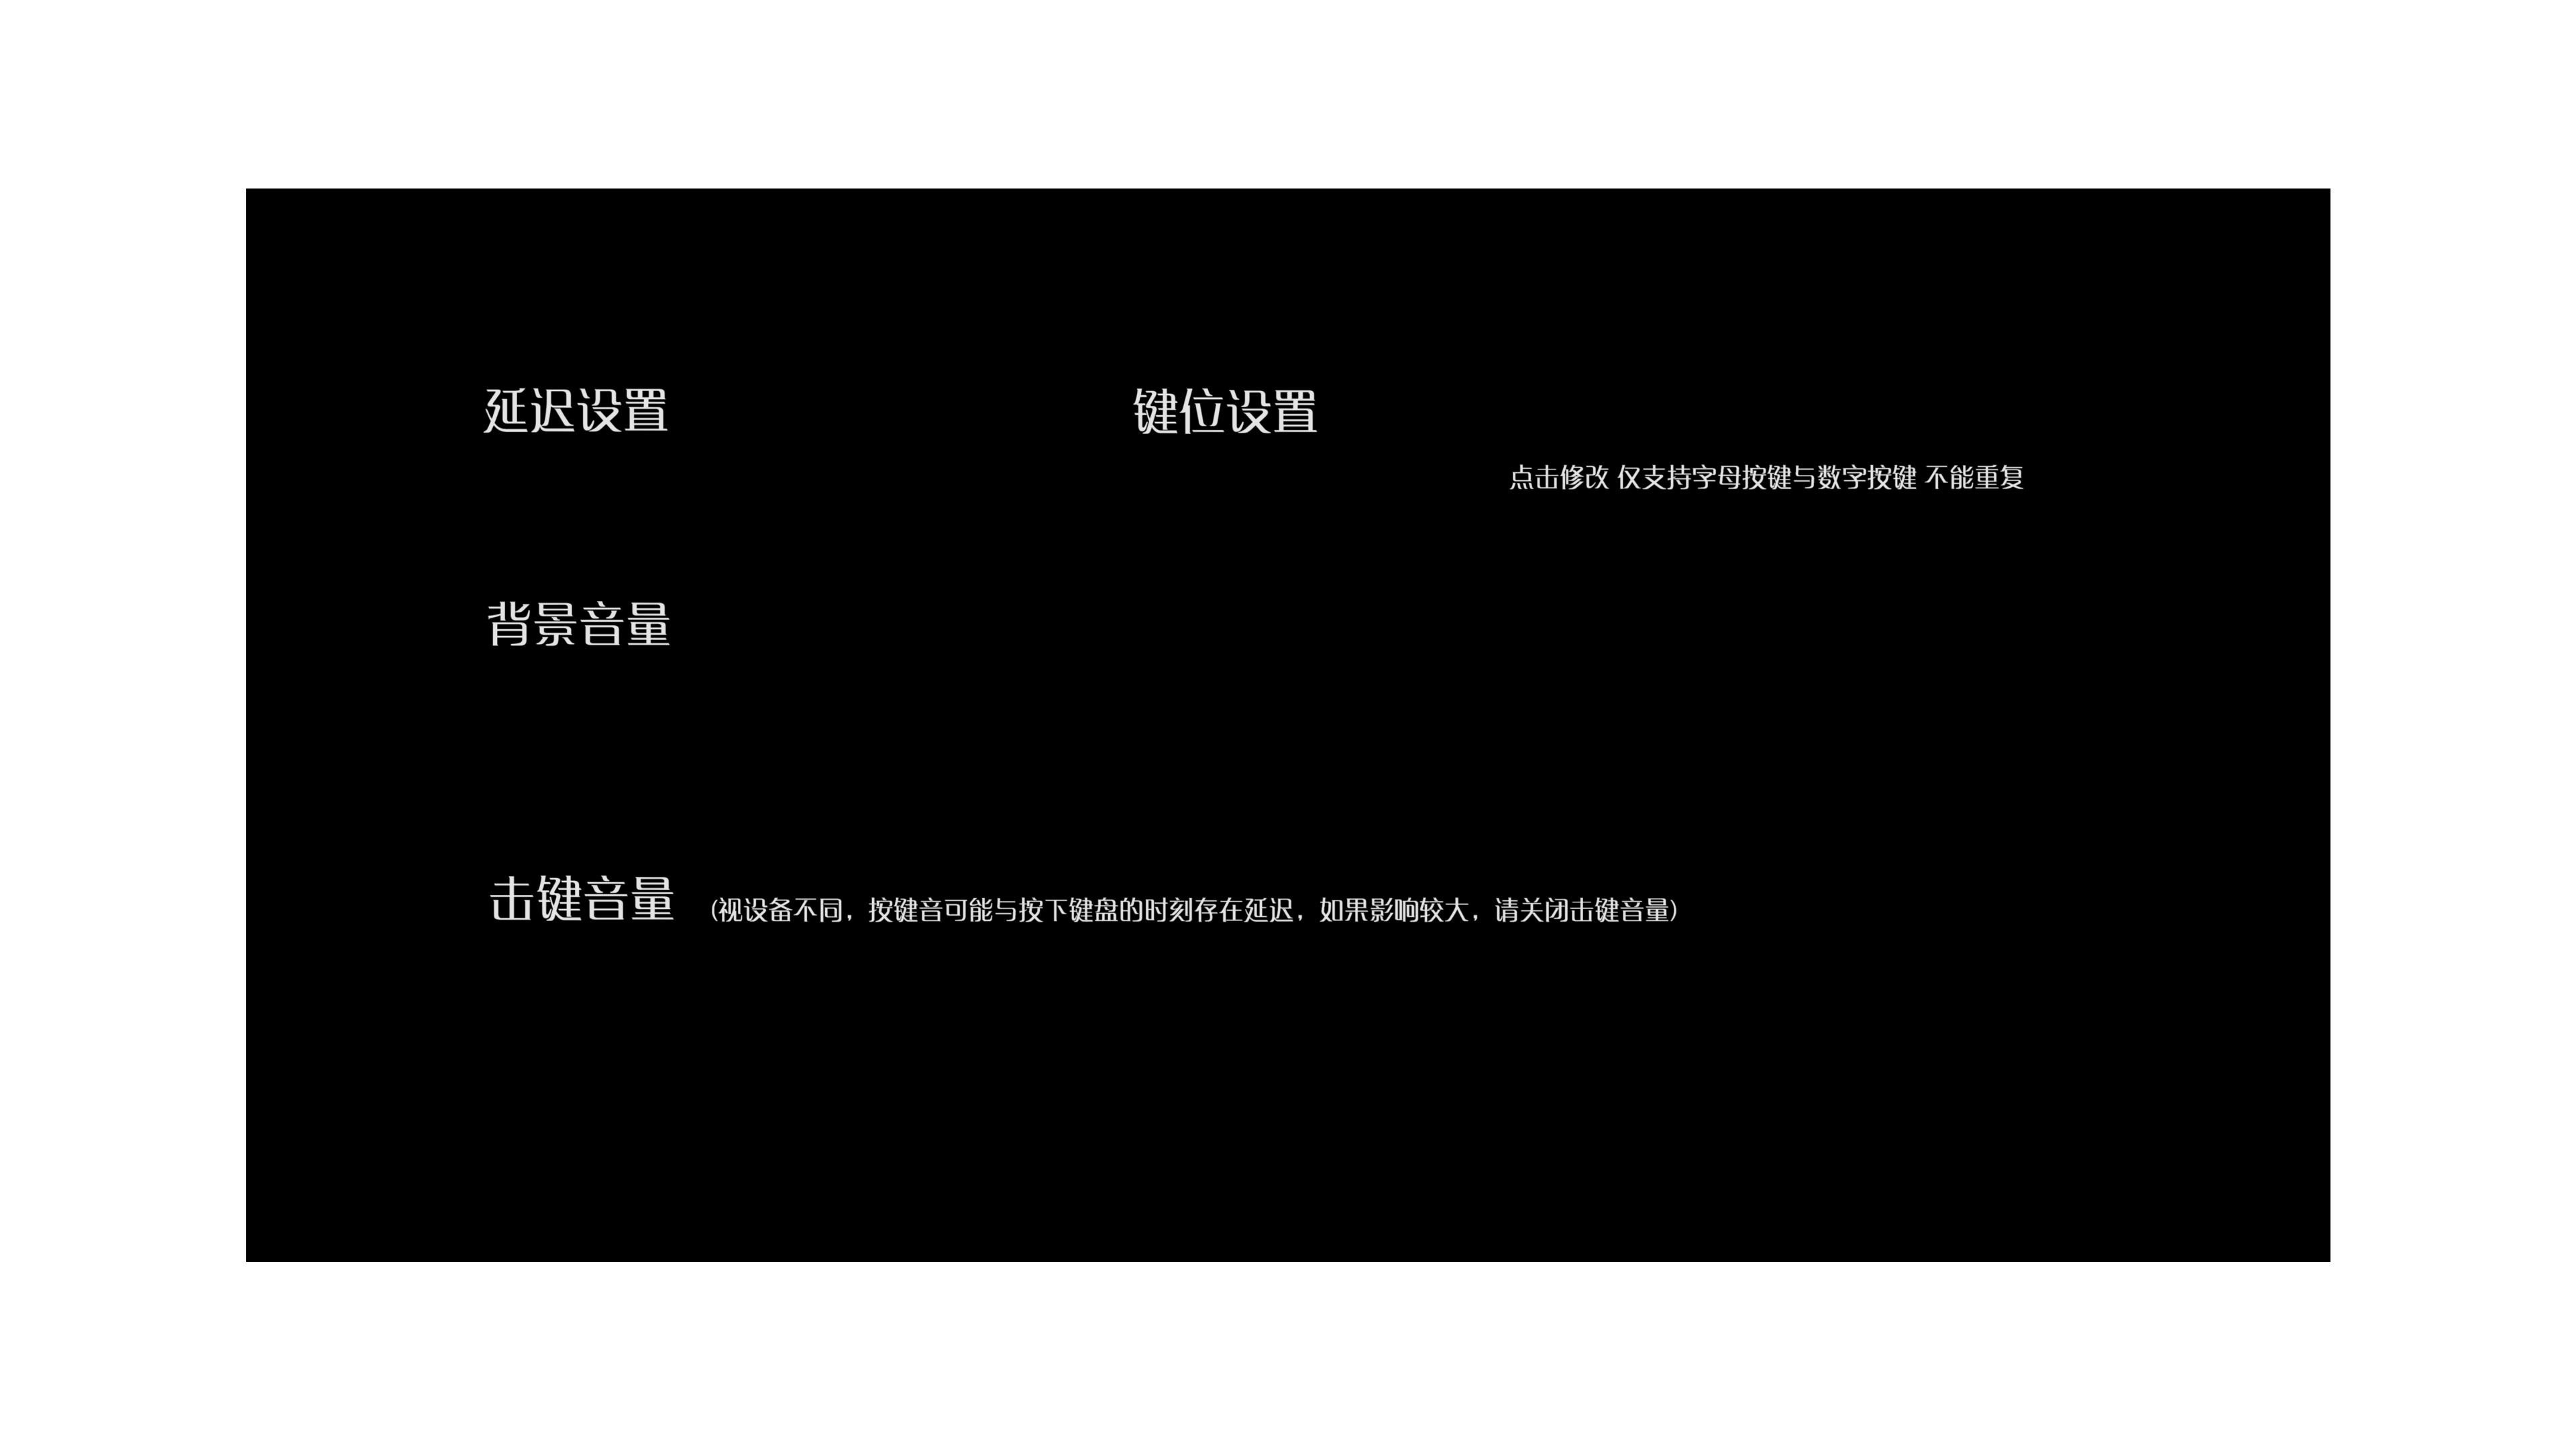 延迟设置
键位设置
点击修改 仅支持字母按键与数字按键 不能重复
背景音量
击键音量
(视设备不同，按键音可能与按下键盘的时刻存在延迟，如果影响较大，请关闭击键音量)